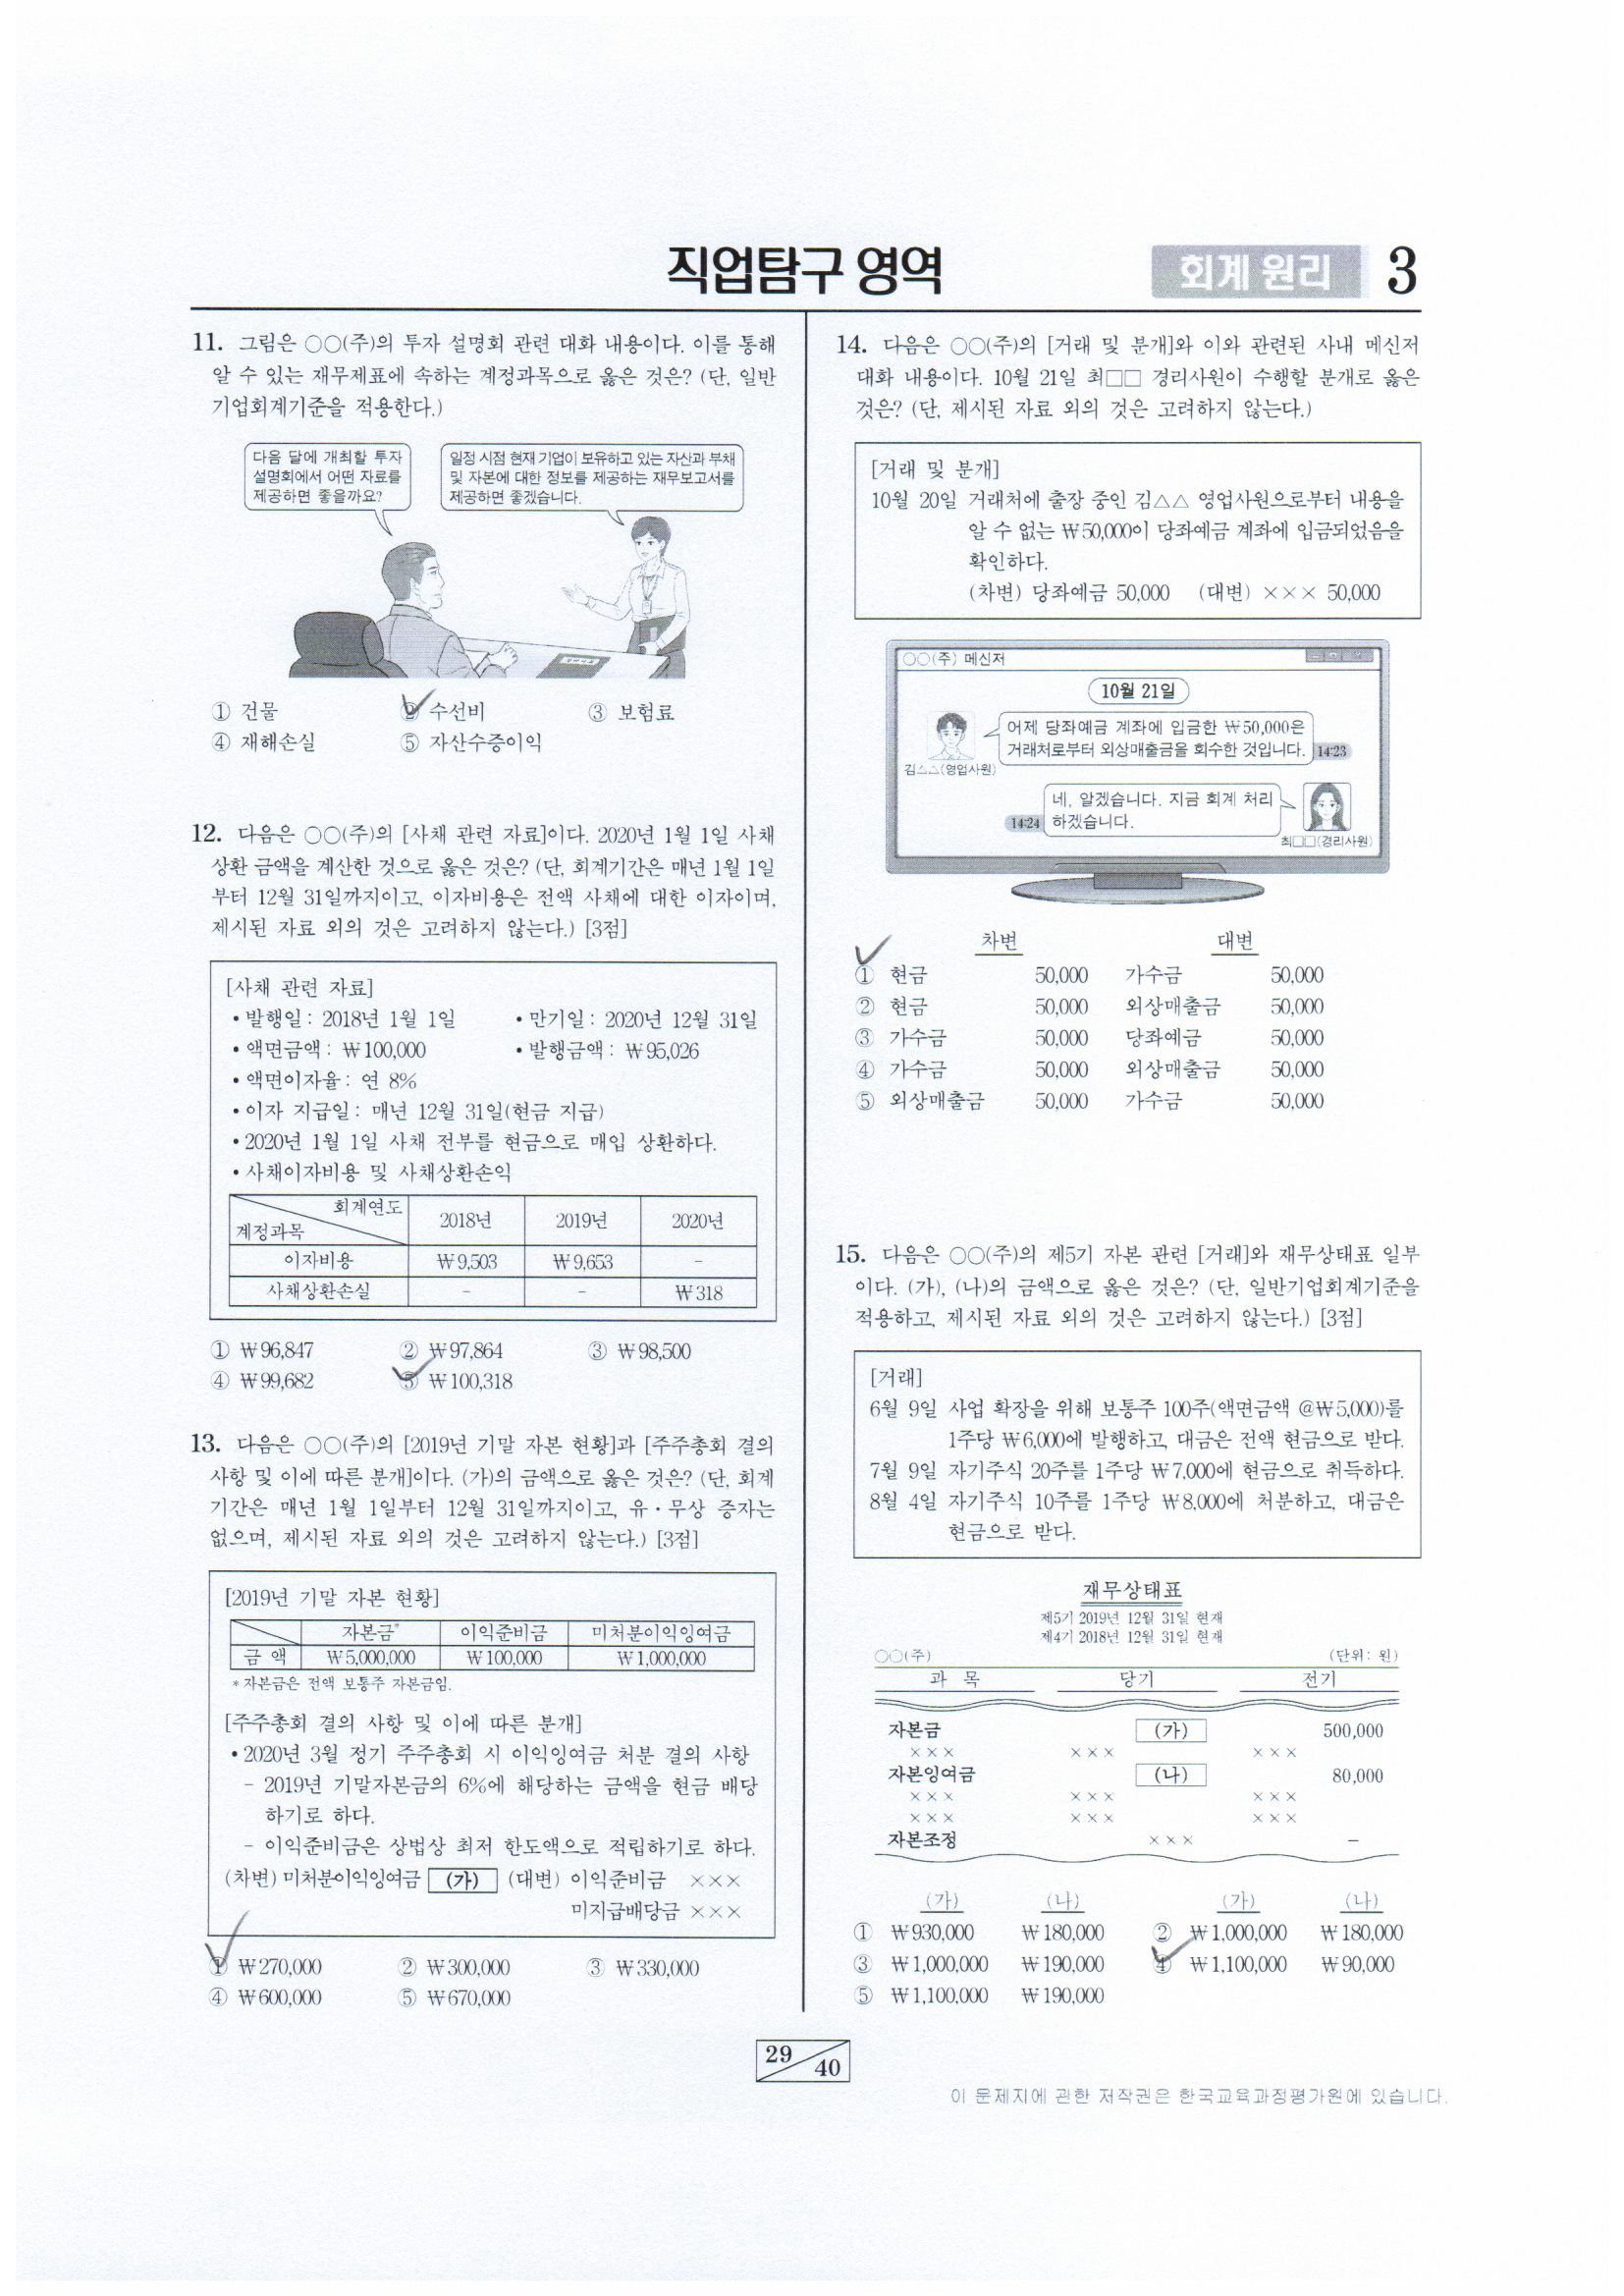 직업탐구 영역
회계 원리 3
11. 그림은 ○○(주)의 투자 설명회 관련 대화 내용이다. 이를 통해
알 수 있는 재무제표에 속하는 계정과목으로 옳은 것은? (단, 일반
기업회계기준을 적용한다.)
다음 달에 개최할 투자
설명회에서 어떤 자료를
제공하면 좋을까요?
일정 시점 현재 기업이 보유하고 있는 자산과 부채
및 자본에 대한 정보를 제공하는 재무보고서를
제공하면 좋겠습니다.
① 건물 ② 수선비 ③ 보험료
④ 재해손실 ⑤ 자산수증이익
12. 다음은 ○○(주)의 [사채 관련 자료]이다. 2020년 1월 1일 사채
상환 금액을 계산한 것으로 옳은 것은? (단, 회계기간은 매년 1월 1일
부터 12월 31일까지이고, 이자비용은 전액 사채에 대한 이자이며,
제시된 자료 외의 것은 고려하지 않는다.) [3점]
[사채 관련 자료]
• 발행일 : 2018년 1월 1일 • 만기일 : 2020년 12월 31일
• 액면금액 : ₩100,000 • 발행금액 : ₩95,026
• 액면이자율 : 연 8%
• 이자 지급일 : 매년 12월 31일(현금 지급)
• 2020년 1월 1일 사채 전부를 현금으로 매입 상환하다.
• 사채이자비용 및 사채상환손익
회계연도
계정과목 2018년 2019년 2020년
이자비용 ₩9,503 ₩9,653 -
사채상환손실 - - ₩318
① ₩96,847 ② ₩97,864 ③ ₩98,500
④ ₩99,682 ⑤ ₩100,318
13. 다음은 ○○(주)의 [2019년 기말 자본 현황]과 [주주총회 결의
사항 및 이에 따른 분개]이다. (가)의 금액으로 옳은 것은? (단, 회계
기간은 매년 1월 1일부터 12월 31일까지이고, 유·무상 증자는
없으며, 제시된 자료 외의 것은 고려하지 않는다.) [3점]
[2019년 기말 자본 현황]
자본금* 이익준비금 미처분이익잉여금
금 액 ₩5,000,000 ₩100,000 ₩1,000,000
* 자본금은 전액 보통주 자본금임.
[주주총회 결의 사항 및 이에 따른 분개]
• 2020년 3월 정기 주주총회 시 이익잉여금 처분 결의 사항
- 2019년 기말자본금의 6%에 해당하는 금액을 현금 배당
하기로 하다.
- 이익준비금은 상법상 최저 한도액으로 적립하기로 하다.
(차변) 미처분이익잉여금 (가) (대변) 이익준비금 ×××
미지급배당금 ×××
① ₩270,000 ② ₩300,000 ③ ₩330,000
④ ₩600,000 ⑤ ₩670,000
14. 다음은 ○○(주)의 [거래 및 분개]와 이와 관련된 사내 메신저
대화 내용이다. 10월 21일 최□□ 경리사원이 수행할 분개로 옳은
것은? (단, 제시된 자료 외의 것은 고려하지 않는다.)
[거래 및 분개]
10월 20일 거래처에 출장 중인 김△△ 영업사원으로부터 내용을
알 수 없는 ₩50,000이 당좌예금 계좌에 입금되었음을
확인하다.
(차변) 당좌예금 50,000 (대변) ××× 50,000
○○(주) 메신저
10월 21일
어제 당좌예금 계좌에 입금한 ₩50,000은
거래처로부터 외상매출금을 회수한 것입니다. 14:23
김△△(영업사원)
네, 알겠습니다. 지금 회계 처리
14:24 하겠습니다.
최□□(경리사원)
차변 대변
① 현금 50,000 가수금 50,000
② 현금 50,000 외상매출금 50,000
③ 가수금 50,000 당좌예금 50,000
④ 가수금 50,000 외상매출금 50,000
⑤ 외상매출금 50,000 가수금 50,000
15. 다음은 ○○(주)의 제5기 자본 관련 [거래]와 재무상태표 일부
이다. (가), (나)의 금액으로 옳은 것은? (단, 일반기업회계기준을
적용하고, 제시된 자료 외의 것은 고려하지 않는다.) [3점]
[거래]
6월 9일 사업 확장을 위해 보통주 100주(액면금액 @₩5,000)를
1주당 ₩6,000에 발행하고, 대금은 전액 현금으로 받다.
7월 9일 자기주식 20주를 1주당 ₩7,000에 현금으로 취득하다.
8월 4일 자기주식 10주를 1주당 ₩8,000에 처분하고, 대금은
현금으로 받다.
재무상태표
제5기 2019년 12월 31일 현재
제4기 2018년 12월 31일 현재
○○(주) (단위: 원)
과 목 당기 전기
자본금 (가) 500,000
××× ××× ×××
자본잉여금 (나) 80,000
××× ××× ×××
××× ××× ×××
자본조정 ××× -
(가) (나) (가) (나)
① ₩930,000 ₩180,000 ② ₩1,000,000 ₩180,000
③ ₩1,000,000 ₩190,000 ④ ₩1,100,000 ₩90,000
⑤ ₩1,100,000 ₩190,000
29 40
이 문제지에 관한 저작권은 한국교육과정평가원에 있습니다.